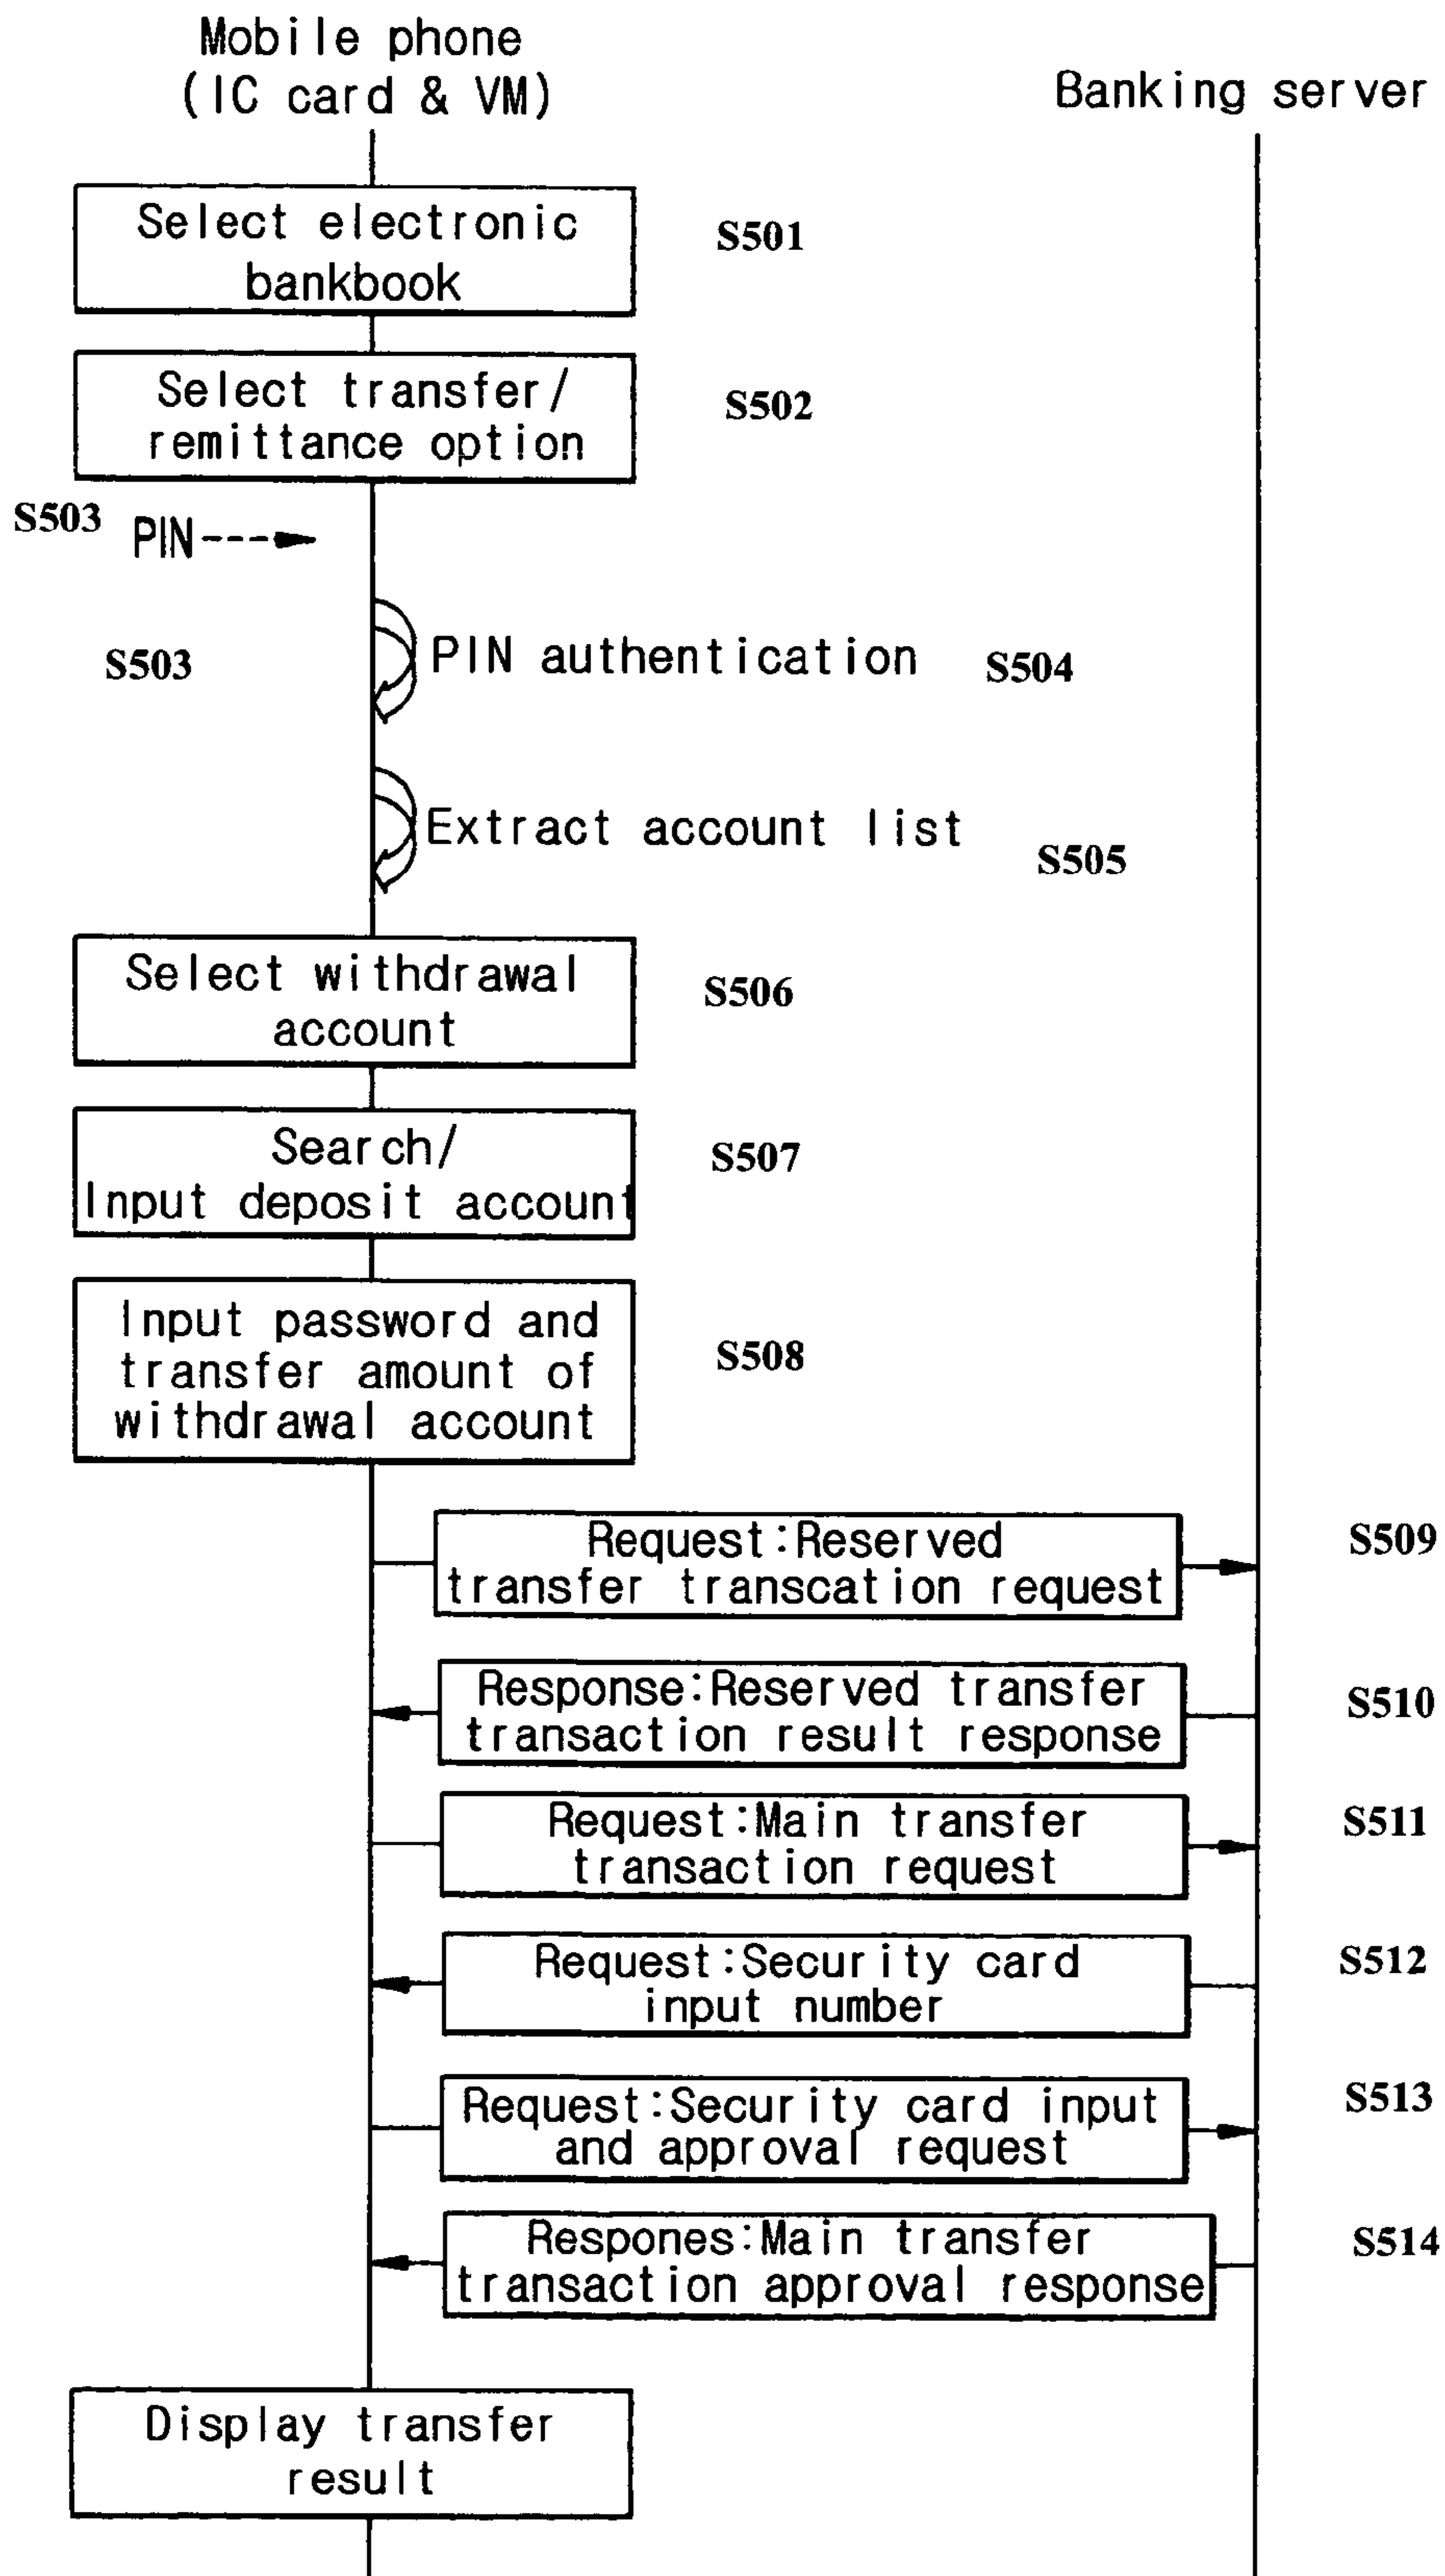 Mobile phone
(IC card & VM)
Banking server
Select electronic
bankbook
S501
Select transfer/
remittance option
S502
S503
PIN
S503
PIN authentication
S504
Extract account list
S505
Select withdrawal
account
S506
Search/
Input deposit account
S507
Input password and
transfer amount of
withdrawal account
S508
Request:Reserved
transfer transcation request
S509
Response:Reserved transfer
transaction result response
S510
Request:Main transfer
transaction request
S511
Request:Security card
input number
S512
Request:Security card input
and approval request
S513
Respones:Main transfer
transaction approval response
S514
Display transfer
result